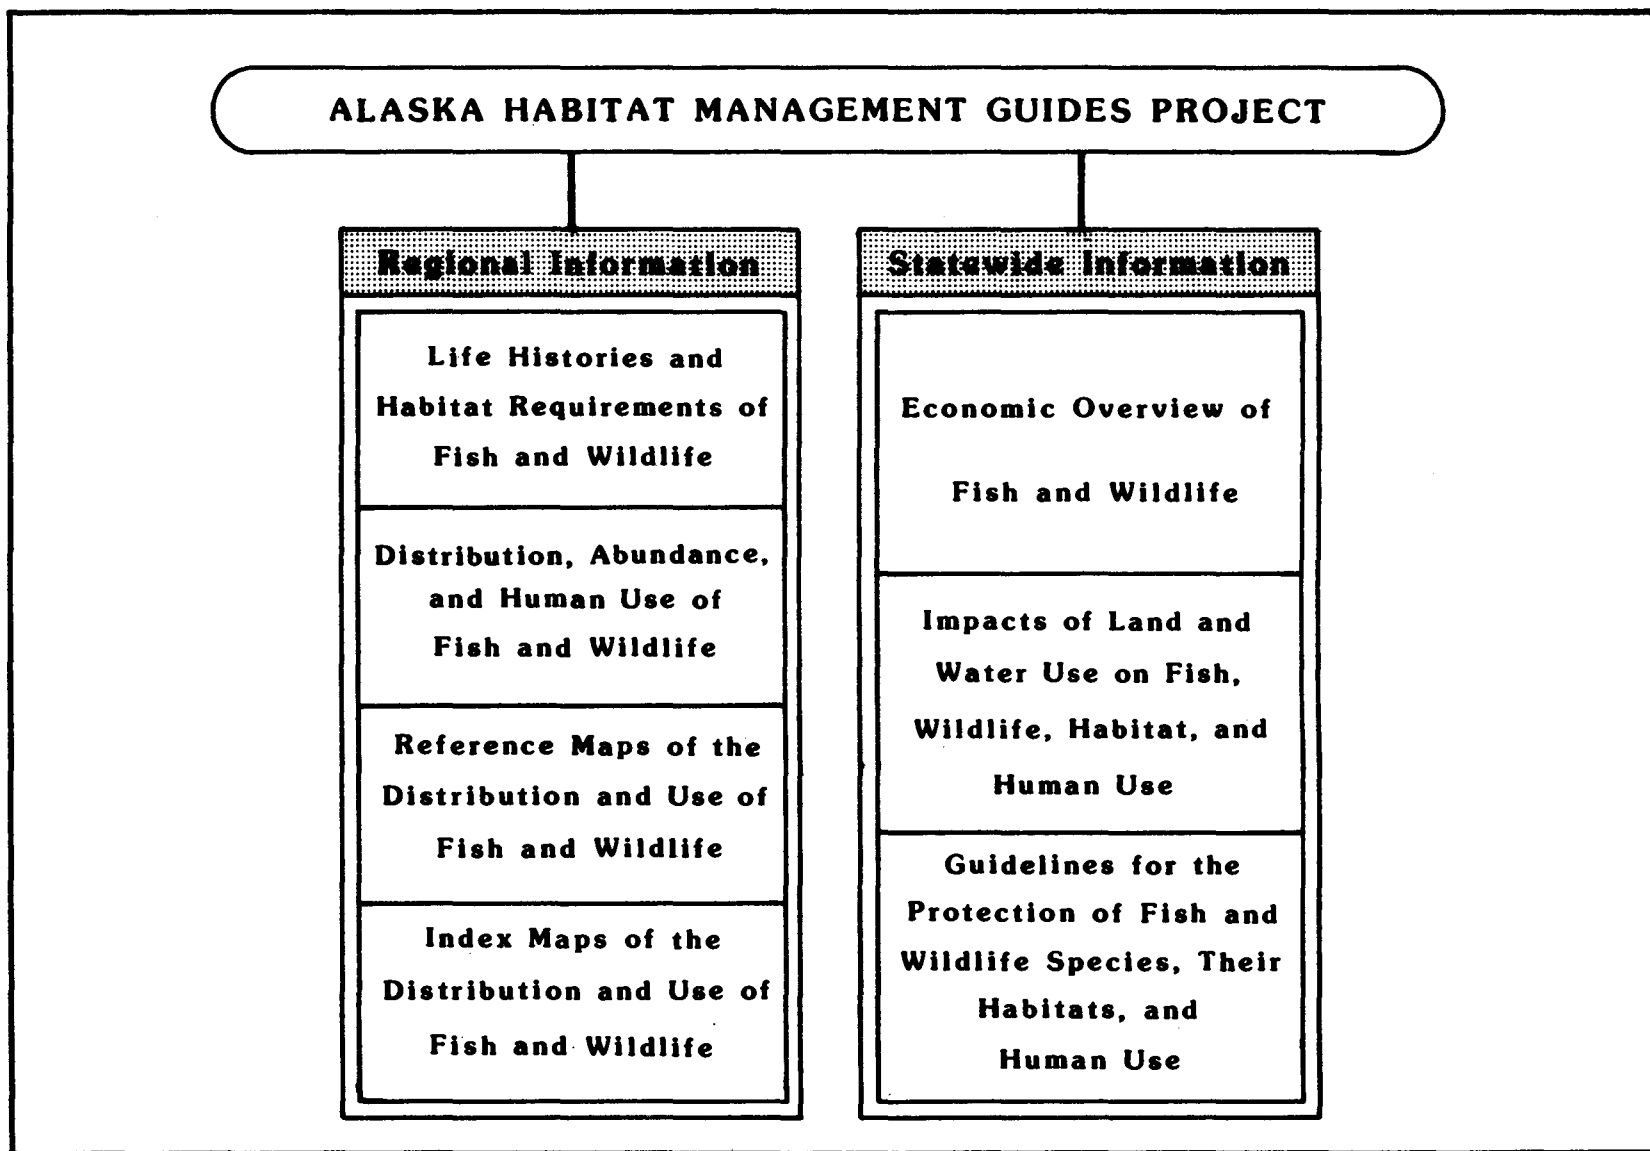 ALASKA HABITAT MANAGEMENT GUIDES PROJECT
Regional Information
Life Histories and
Habitat Requirements of
Fish and Wildlife
Distribution, Abundance,
and Human Use of
Fish and Wildlife
Reference Maps of the
Distribution and Use of
Fish and Wildlife
Index Maps of the
Distribution and Use of
Fish and Wildlife
Statewide Information
Economic Overview of
Fish and Wildlife
Impacts of Land and
Water Use on Fish,
Wildlife, Habitat, and
Human Use
Guidelines for the
Protection of Fish and
Wildlife Species, Their
Habitats, and
Human Use